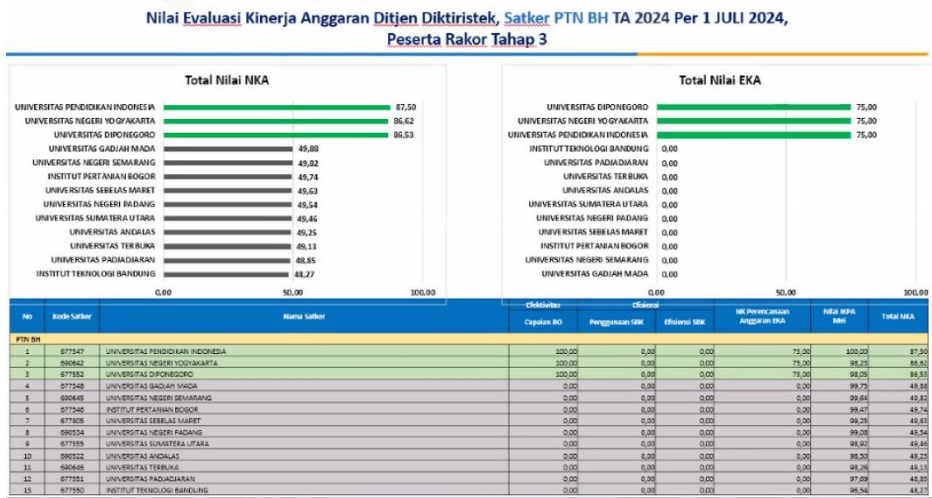 Nilai Evaluasi Kinerja Anggaran Ditjen Diktiristek, Satker PTN BH TA 2024 Per 1 JULI 2024,
Peserta Rakor Tahap 3
Total Nilai NKA
UNIVERSITAS PENDIDIKAN INDONESIA 87,50
UNIVERSITAS NEGERI YOGYAKARTA 86,62
UNIVERSITAS DIPONEGORO 86,53
UNIVERSITAS GADJAH MADA 49,88
UNIVERSITAS NEGERI SEMARANG 49,82
INSTITUT PERTANIAN BOGOR 49,74
UNIVERSITAS SEBELAS MARET 49,63
UNIVERSITAS NEGERI PADANG 49,54
UNIVERSITAS SUMATERA UTARA 49,46
UNIVERSITAS ANDALAS 49,25
UNIVERSITAS TERBUKA 49,13
UNIVERSITAS PADJADJARAN 48,85
INSTITUT TEKNOLOGI BANDUNG 48,27
0,00 50,00 100,00
Total Nilai EKA
UNIVERSITAS DIPONEGORO 75,00
UNIVERSITAS NEGERI YOGYAKARTA 75,00
UNIVERSITAS PENDIDIKAN INDONESIA 75,00
INSTITUT TEKNOLOGI BANDUNG 0,00
UNIVERSITAS PADJADJARAN 0,00
UNIVERSITAS TERBUKA 0,00
UNIVERSITAS ANDALAS 0,00
UNIVERSITAS SUMATERA UTARA 0,00
UNIVERSITAS NEGERI PADANG 0,00
UNIVERSITAS SEBELAS MARET 0,00
INSTITUT PERTANIAN BOGOR 0,00
UNIVERSITAS NEGERI SEMARANG 0,00
UNIVERSITAS GADJAH MADA 0,00
0,00 50,00 100,00
No Kode Satker Nama Satker Efektivitas Efisiensi NK Perencanaan Anggaran EKA Nilai IKPA Mei Total NKA
Capaian RO Penggunaan SBK Efisiensi SBK
PTN BH
1 677547 UNIVERSITAS PENDIDIKAN INDONESIA 100,00 0,00 0,00 75,00 100,00 87,50
2 690642 UNIVERSITAS NEGERI YOGYAKARTA 100,00 0,00 0,00 75,00 98,23 86,62
3 677552 UNIVERSITAS DIPONEGORO 100,00 0,00 0,00 75,00 98,05 86,53
4 677548 UNIVERSITAS GADJAH MADA 0,00 0,00 0,00 0,00 99,75 49,88
5 690645 UNIVERSITAS NEGERI SEMARANG 0,00 0,00 0,00 0,00 99,64 49,82
6 677546 INSTITUT PERTANIAN BOGOR 0,00 0,00 0,00 0,00 99,47 49,74
7 677805 UNIVERSITAS SEBELAS MARET 0,00 0,00 0,00 0,00 99,25 49,63
8 690534 UNIVERSITAS NEGERI PADANG 0,00 0,00 0,00 0,00 99,08 49,54
9 677555 UNIVERSITAS SUMATERA UTARA 0,00 0,00 0,00 0,00 98,92 49,46
10 690522 UNIVERSITAS ANDALAS 0,00 0,00 0,00 0,00 98,50 49,25
11 690646 UNIVERSITAS TERBUKA 0,00 0,00 0,00 0,00 98,26 49,13
12 677551 UNIVERSITAS PADJADJARAN 0,00 0,00 0,00 0,00 97,69 48,85
13 677550 INSTITUT TEKNOLOGI BANDUNG 0,00 0,00 0,00 0,00 96,54 48,27